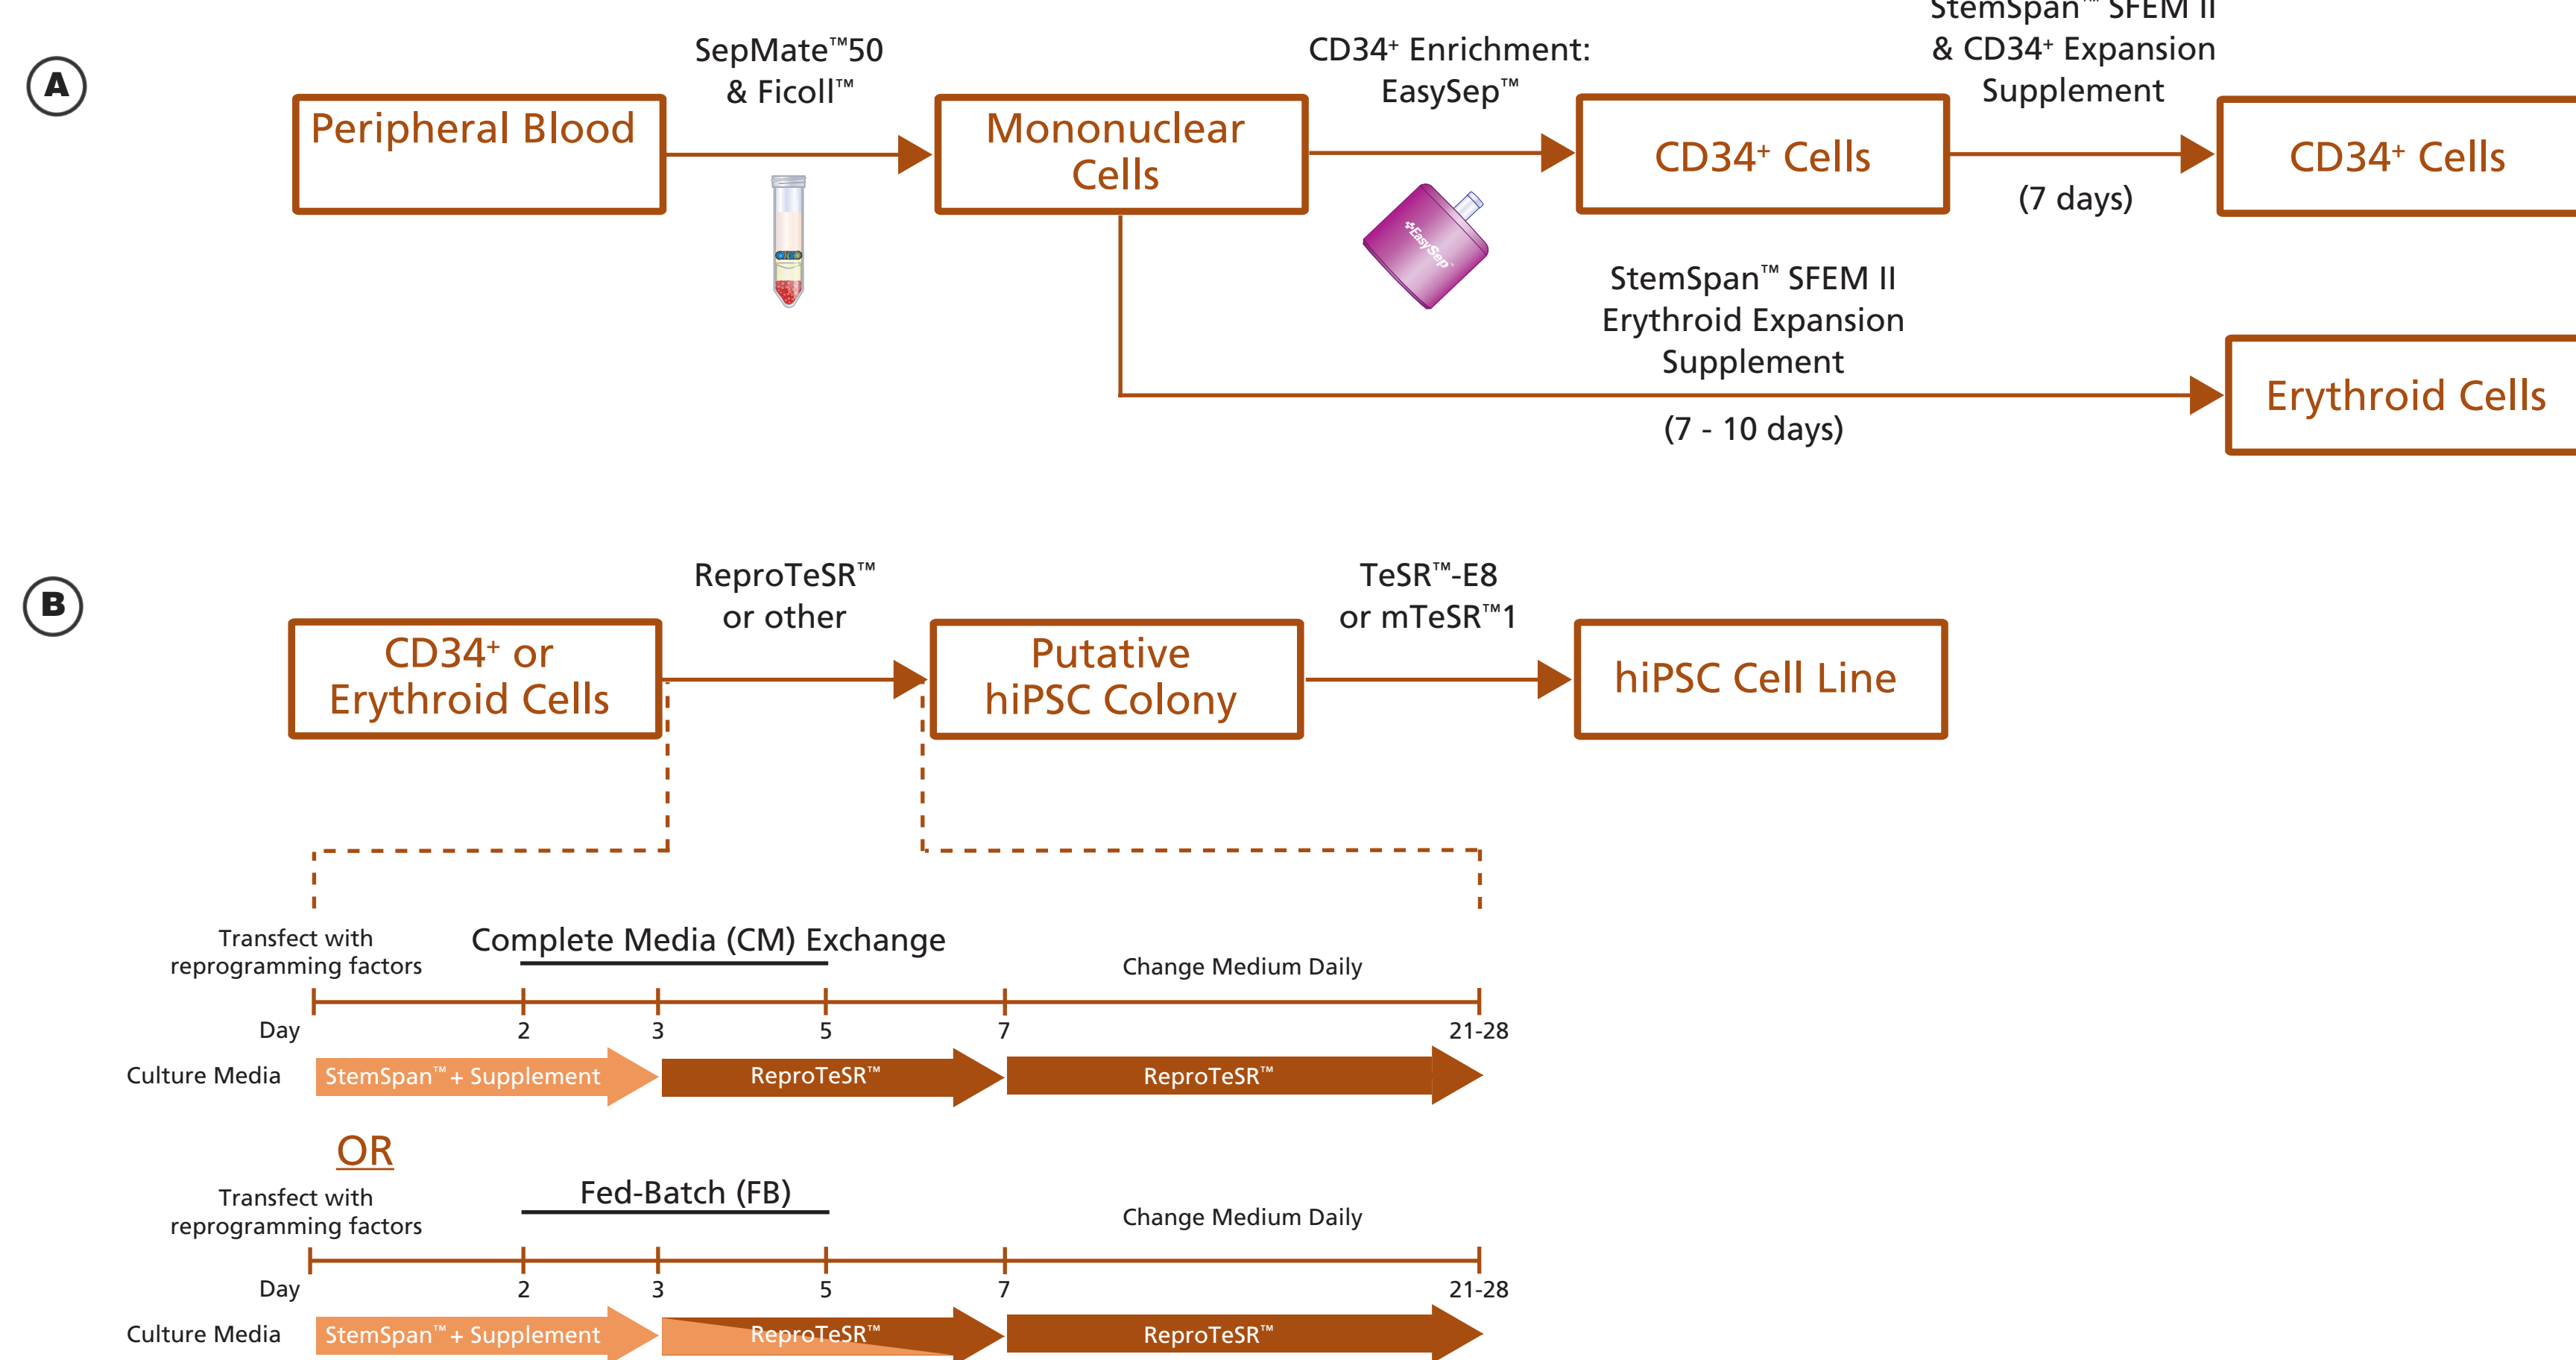 A
SepMate™50
& Ficoll™
CD34⁺ Enrichment:
EasySep™
StemSpan™ SFEM II
& CD34⁺ Expansion
Supplement
Peripheral Blood
Mononuclear
Cells
CD34⁺ Cells
(7 days)
CD34⁺ Cells
EasySep™
StemSpan™ SFEM II
Erythroid Expansion
Supplement
(7 - 10 days)
Erythroid Cells
B
ReproTeSR™
or other
TeSR™-E8
or mTeSR™1
CD34⁺ or
Erythroid Cells
Putative
hiPSC Colony
hiPSC Cell Line
Transfect with
reprogramming factors
Complete Media (CM) Exchange
Change Medium Daily
Day 2 3 5 7 21-28
Culture Media StemSpan™ + Supplement ReproTeSR™ ReproTeSR™
OR
Transfect with
reprogramming factors
Fed-Batch (FB)
Change Medium Daily
Day 2 3 5 7 21-28
Culture Media StemSpan™ + Supplement ReproTeSR™ ReproTeSR™